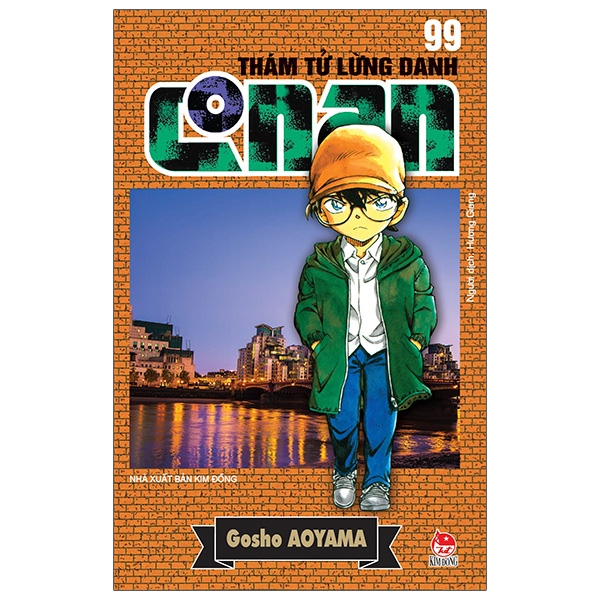 99
THÁM TỬ LỪNG DANH
Conan
Người dịch: Hương Giang
NHÀ XUẤT BẢN KIM ĐỒNG
Gosho AOYAMA
KIM ĐỒNG